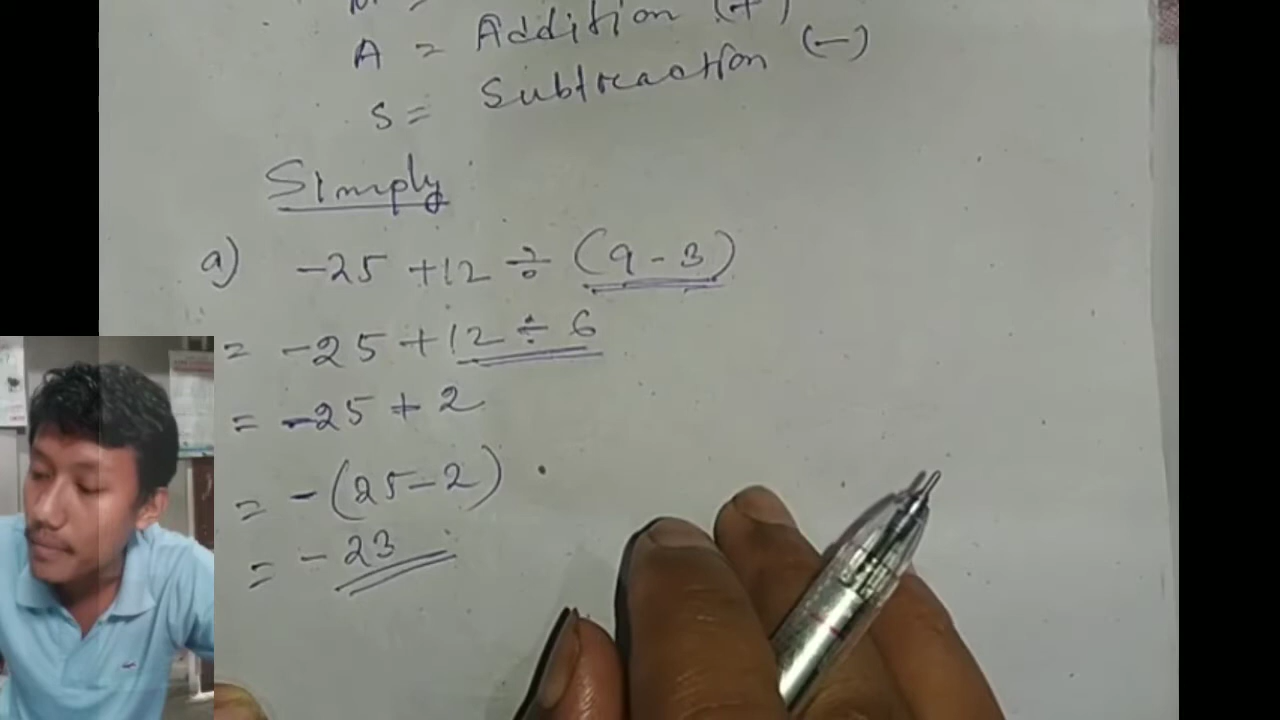 A = Addition (+)
S = Subtraction (-)
Simply
a) -25 +12 ÷ (9 - 3)
= -25 + 12 ÷ 6
= -25 + 2
= -(25-2)
= -23